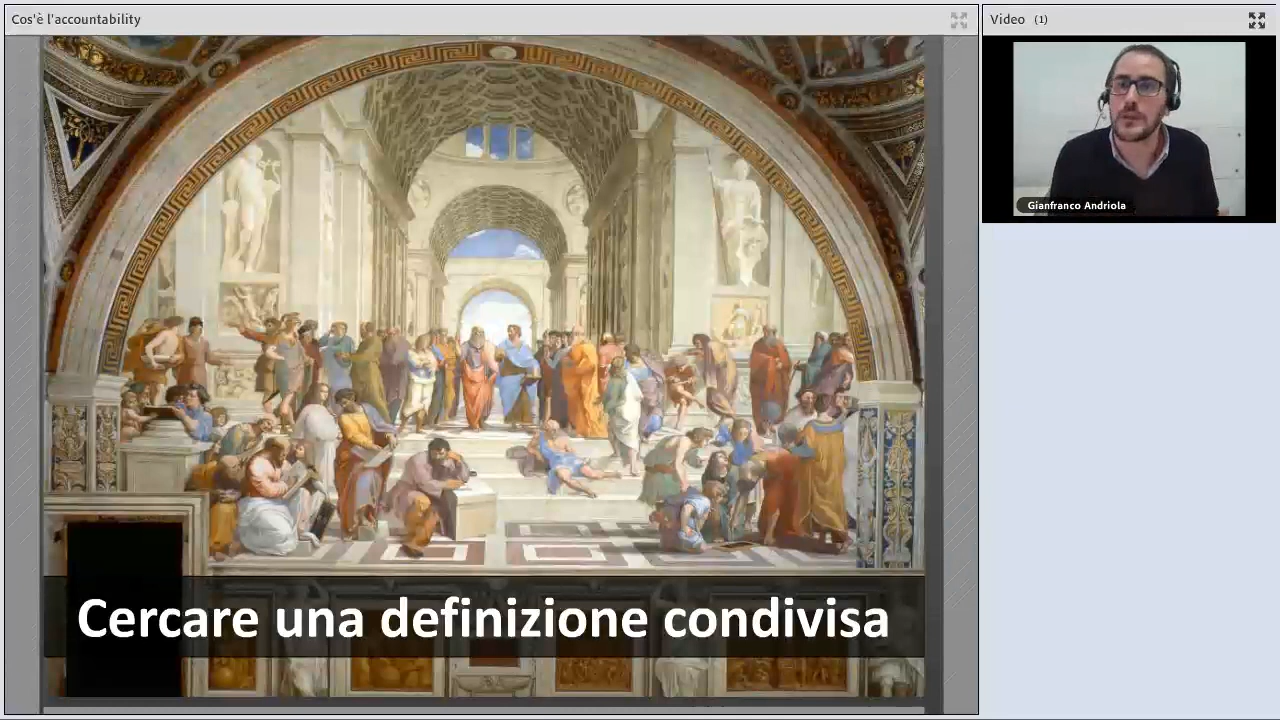 Cos'è l'accountability
Video (1)
Gianfranco Andriola
Cercare una definizione condivisa